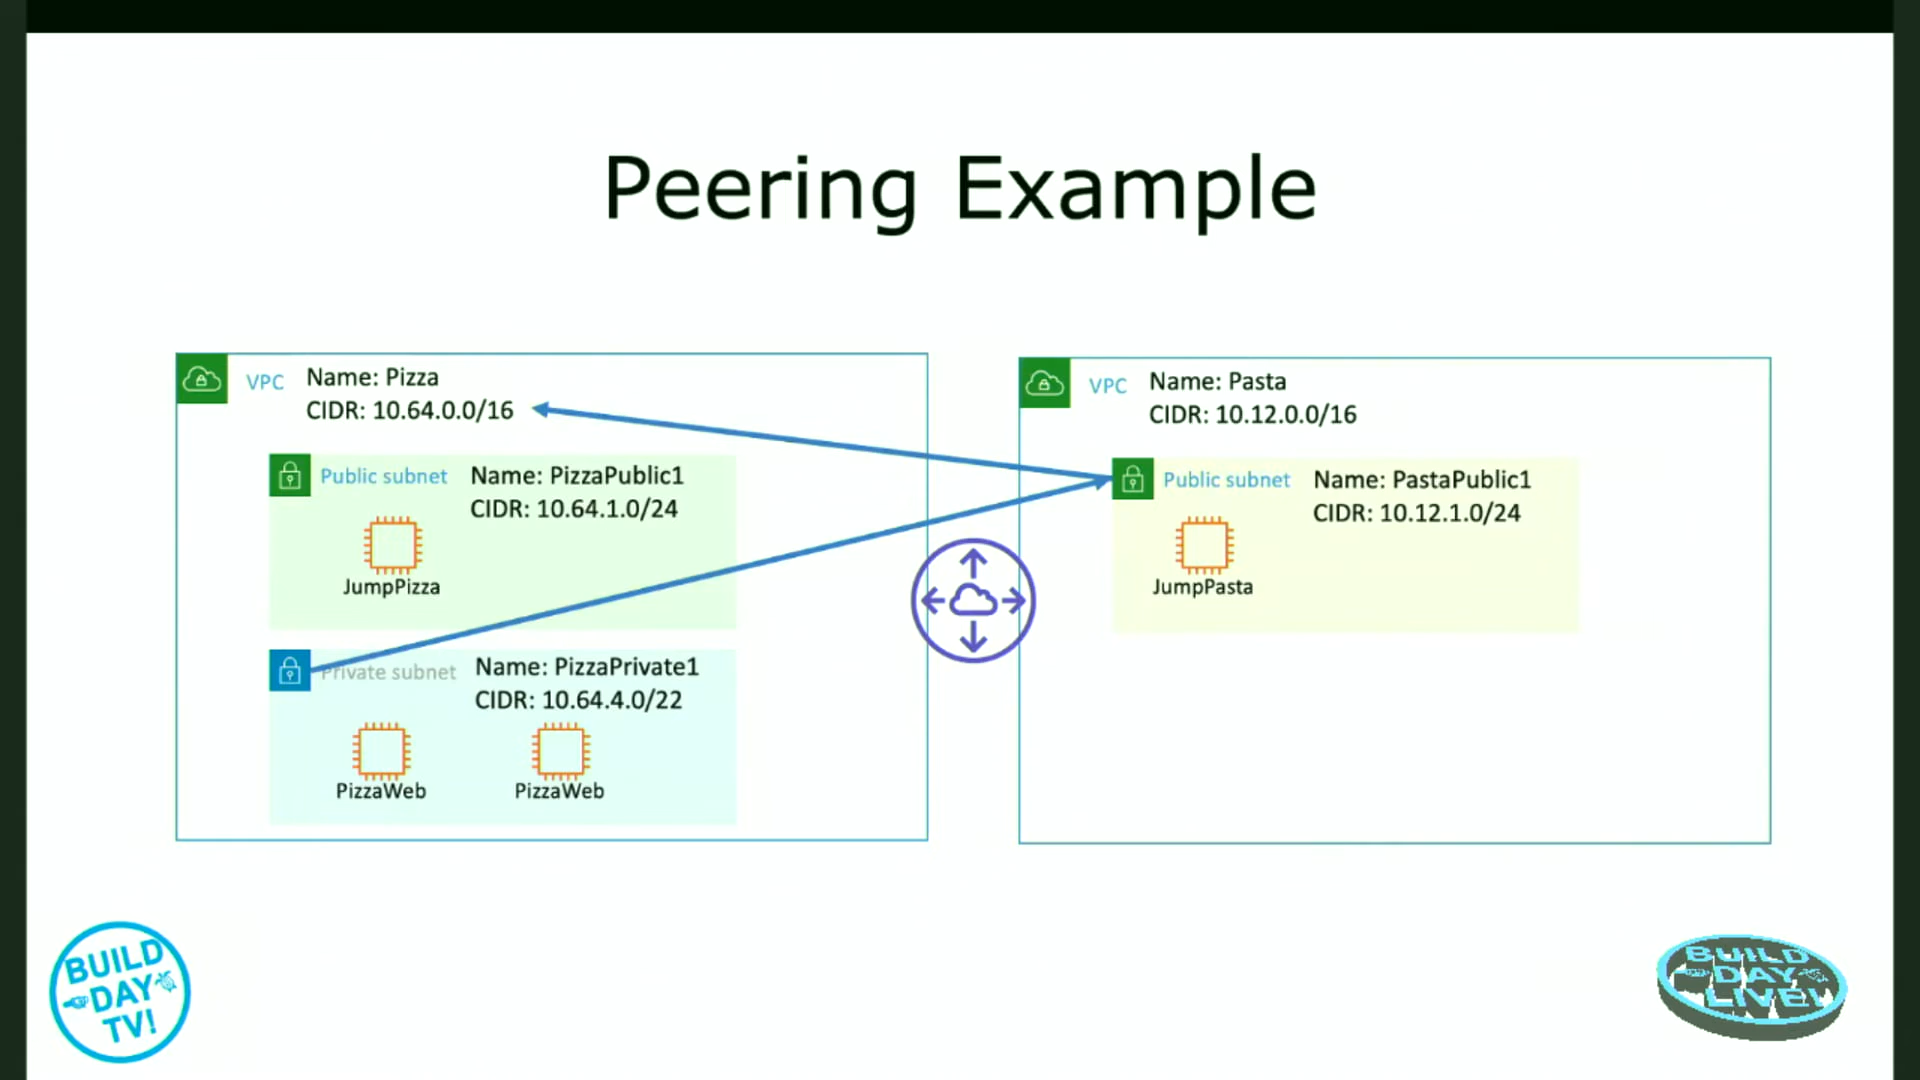 Peering Example
VPC
Name: Pizza
CIDR: 10.64.0.0/16
Public subnet
Name: PizzaPublic1
CIDR: 10.64.1.0/24
JumpPizza
Private subnet
Name: PizzaPrivate1
CIDR: 10.64.4.0/22
PizzaWeb
PizzaWeb
VPC
Name: Pasta
CIDR: 10.12.0.0/16
Public subnet
Name: PastaPublic1
CIDR: 10.12.1.0/24
JumpPasta
BUILD
DAY
TV!
BUILD
DAY
LIVE!